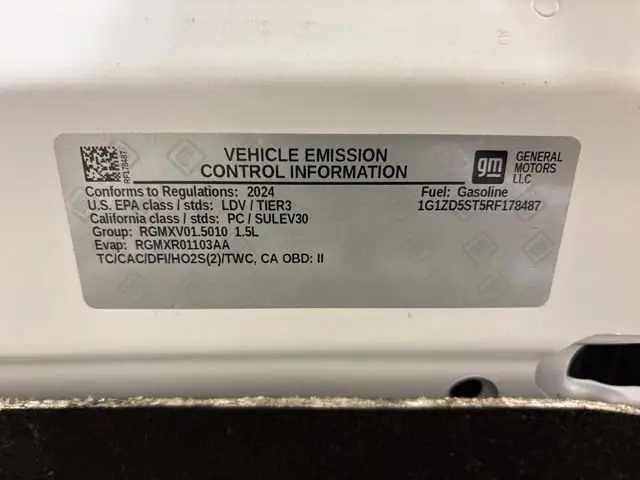 RF178487
VEHICLE EMISSION
CONTROL INFORMATION
gm
GENERAL
MOTORS
LLC
Conforms to Regulations: 2024
Fuel: Gasoline
U.S. EPA class / stds: LDV / TIER3
1G1ZD5ST5RF178487
California class / stds: PC / SULEV30
Group: RGMXV01.5010 1.5L
Evap: RGMXR01103AA
TC/CAC/DFI/HO2S(2)/TWC, CA OBD: II